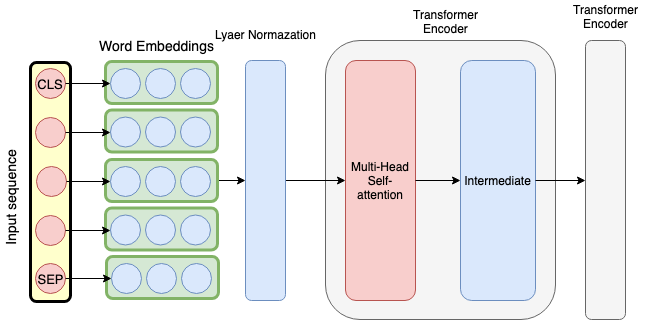 Transformer
Encoder
Transformer
Encoder
Lyaer Normazation
Word Embeddings
CLS
Input sequence
Multi-Head
Self-
attention
Intermediate
SEP